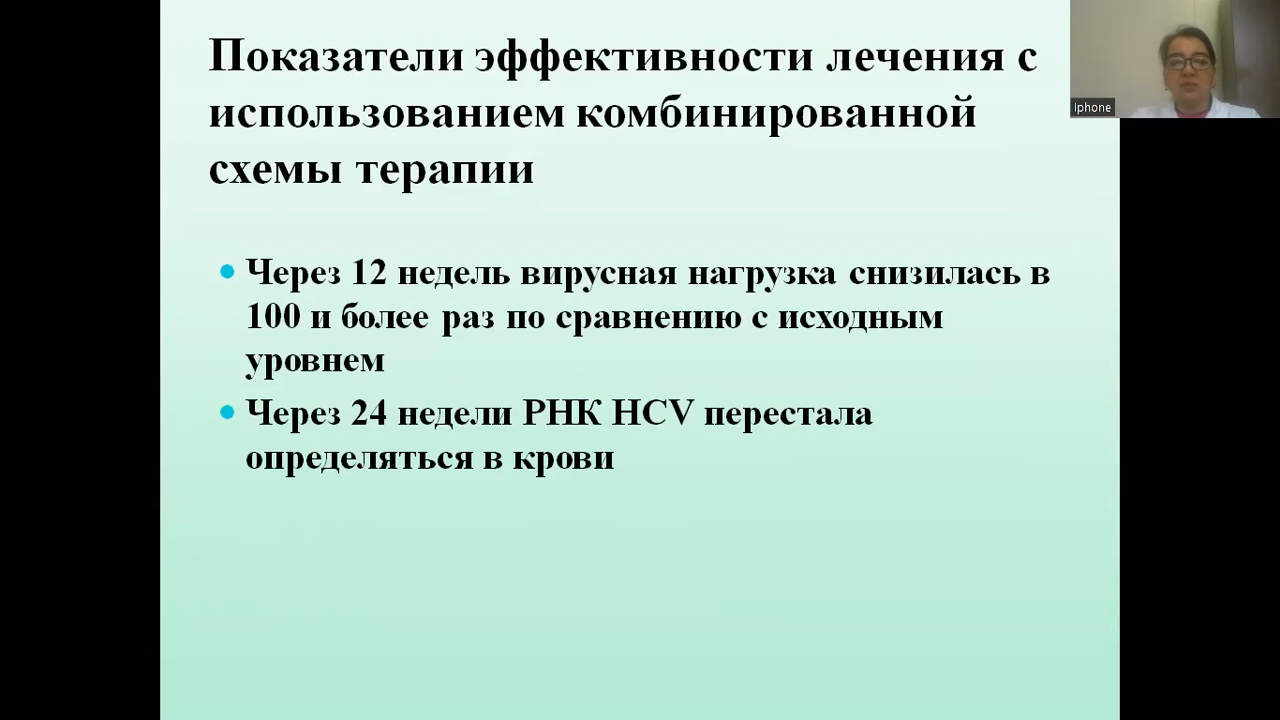 Показатели эффективности лечения с
использованием комбинированной
схемы терапии
Iphone
Через 12 недель вирусная нагрузка снизилась в
100 и более раз по сравнению с исходным
уровнем
Через 24 недели РНК HCV перестала
определяться в крови